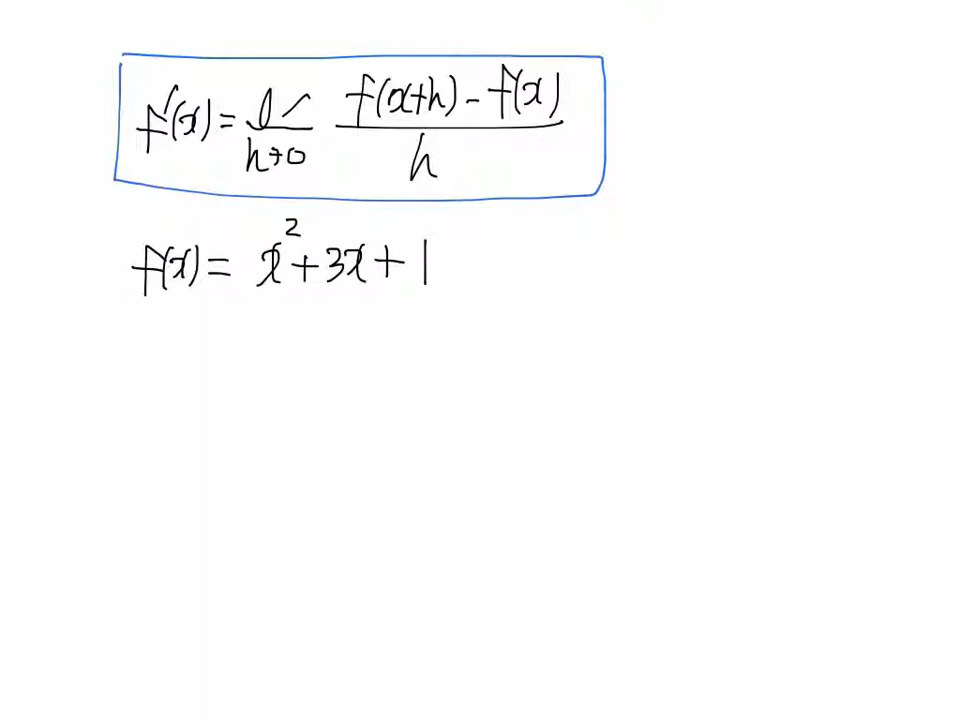 f'(x) = lim h→0 f(x+h) - f(x) / h
f(x) = x² + 3x + 1